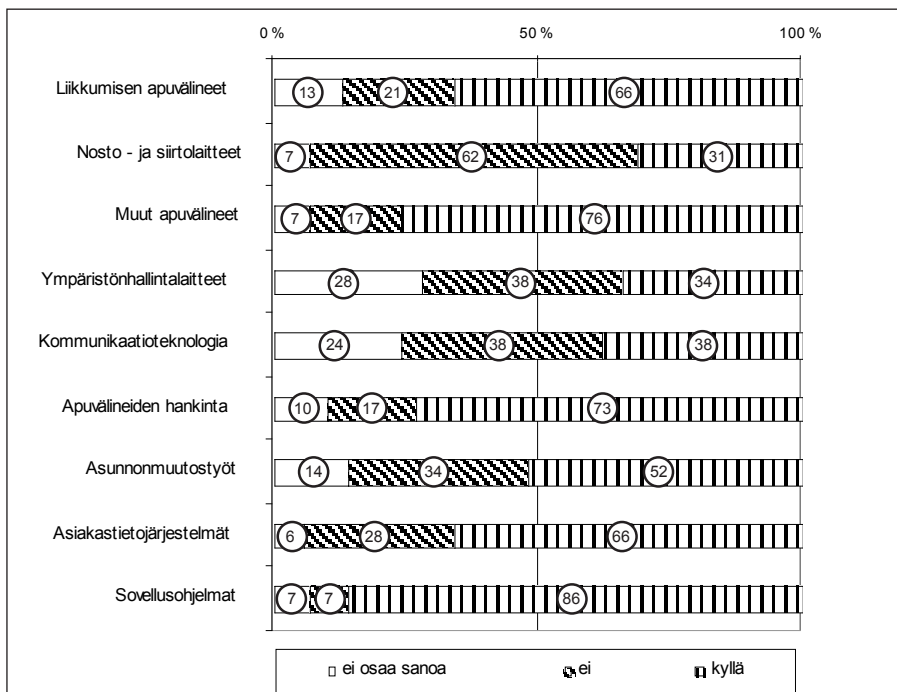 0 % 50 % 100 %
Liikkumisen apuvälineet 13 21 66
Nosto - ja siirtolaitteet 7 62 31
Muut apuvälineet 7 17 76
Ympäristönhallintalaitteet 28 38 34
Kommunikaatioteknologia 24 38 38
Apuvälineiden hankinta 10 17 73
Asunnonmuutostyöt 14 34 52
Asiakastietojärjestelmät 6 28 66
Sovellusohjelmat 7 7 86
ei osaa sanoa ei kyllä